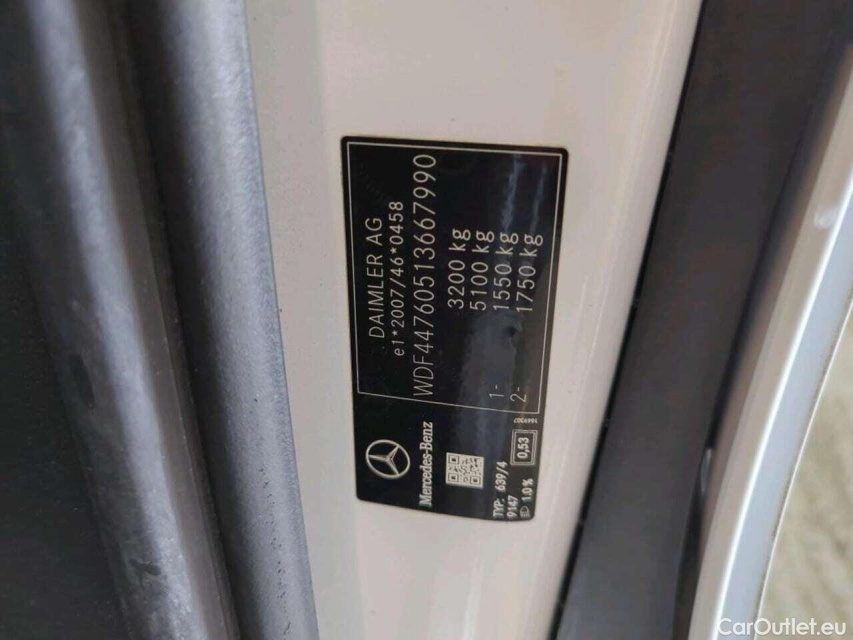 DAIMLER AG
e1*2007/46*0458
WDF44760513667990
3200 kg
5100 kg
1- 1550 kg
2- 1750 kg
Mercedes-Benz
TYP: 639/4
9147
1.0%
0,53
CarOutlet.eu